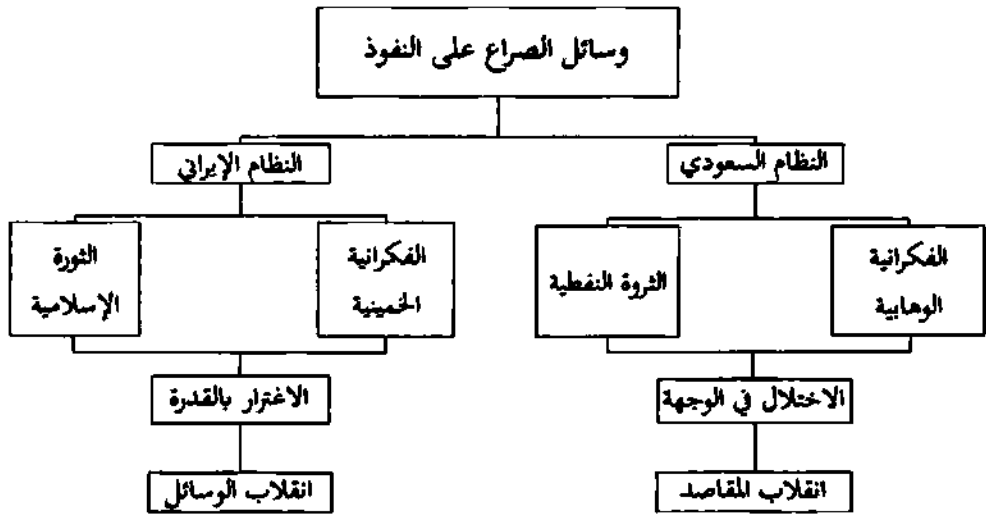 وسائل الصراع على النفوذ
النظام السعودي
النظام الإيراني
الفكرانية
الوهابية
الثروة النفطية
الفكرانية
الخمينية
الثورة
الإسلامية
الاختلال في الوجهة
الاغترار بالقدرة
انقلاب المقاصد
انقلاب الوسائل